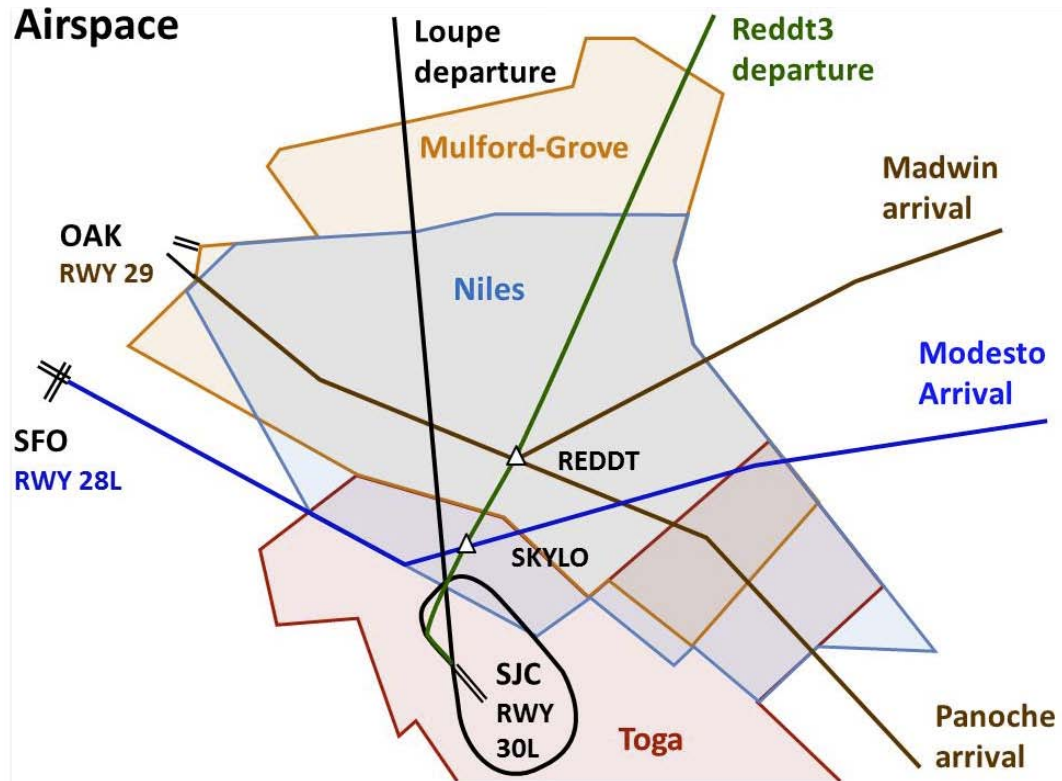 Airspace
Loupe
departure
Reddt3
departure
Mulford-Grove
Madwin
arrival
OAK
RWY 29
Niles
Modesto
Arrival
SFO
RWY 28L
REDDT
SKYLO
SJC
RWY
30L
Toga
Panoche
arrival